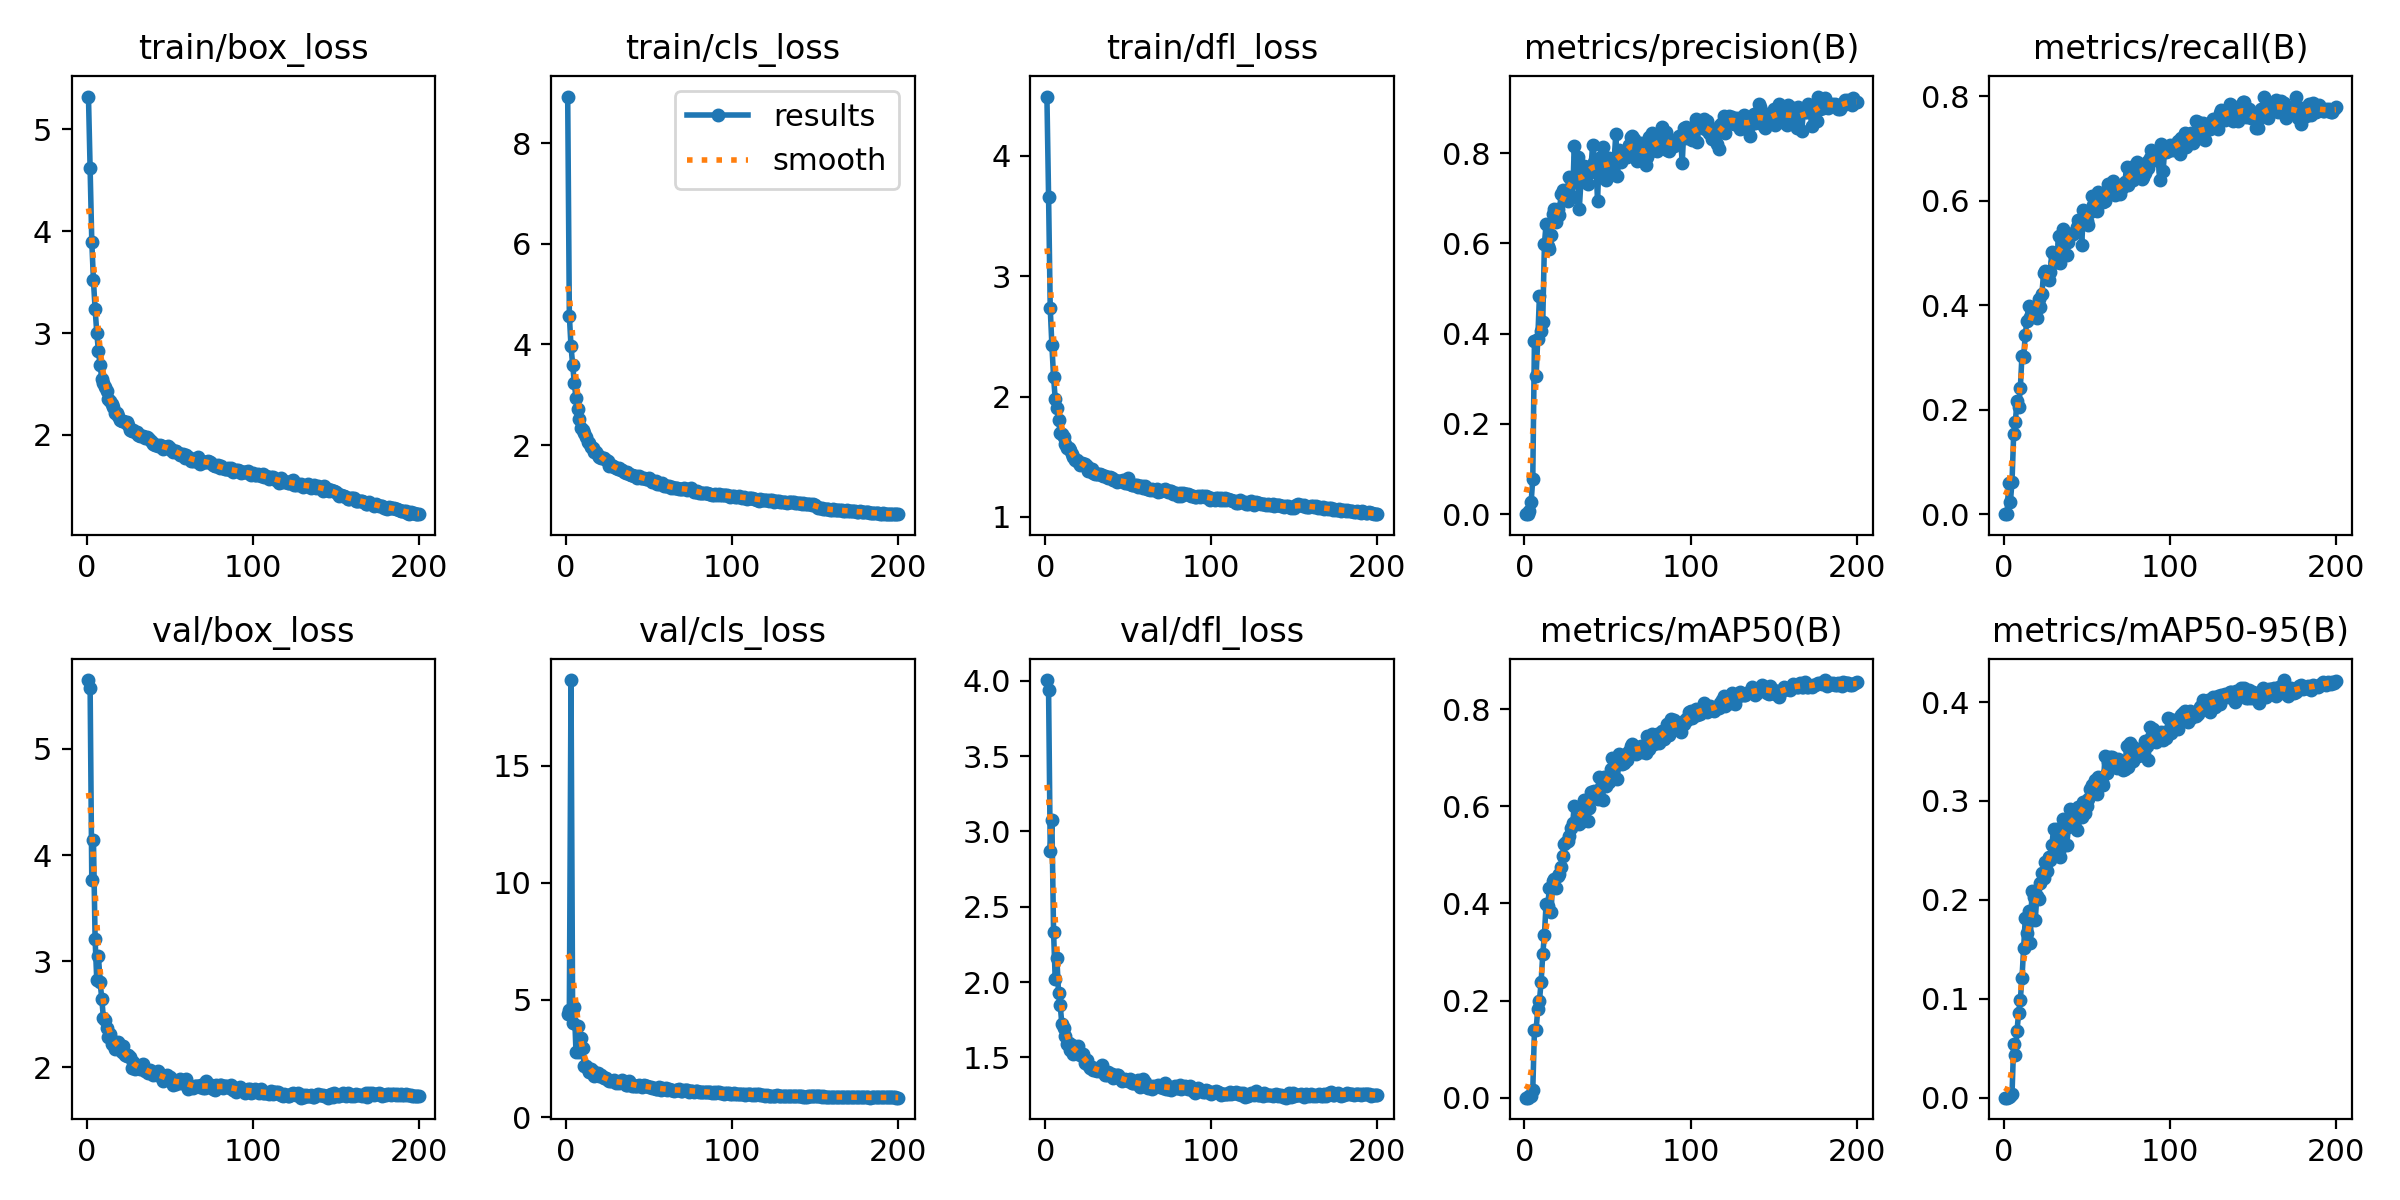 train/box_loss
5
4
3
2
0 100 200
train/cls_loss
results
smooth
8
6
4
2
0 100 200
train/dfl_loss
4
3
2
1
0 100 200
metrics/precision(B)
0.8
0.6
0.4
0.2
0.0
0 100 200
metrics/recall(B)
0.8
0.6
0.4
0.2
0.0
0 100 200
val/box_loss
5
4
3
2
0 100 200
val/cls_loss
15
10
5
0
0 100 200
val/dfl_loss
4.0
3.5
3.0
2.5
2.0
1.5
0 100 200
metrics/mAP50(B)
0.8
0.6
0.4
0.2
0.0
0 100 200
metrics/mAP50-95(B)
0.4
0.3
0.2
0.1
0.0
0 100 200